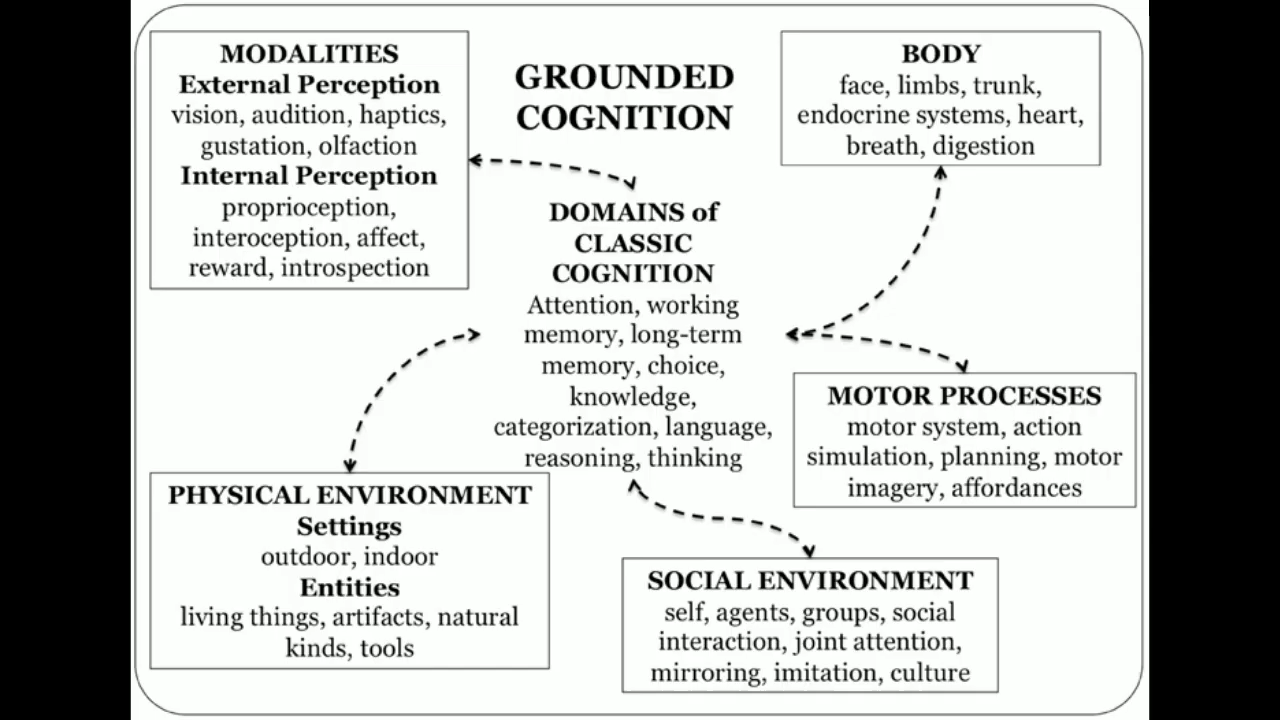 MODALITIES
External Perception
vision, audition, haptics,
gustation, olfaction
Internal Perception
proprioception,
interoception, affect,
reward, introspection
GROUNDED
COGNITION
BODY
face, limbs, trunk,
endocrine systems, heart,
breath, digestion
DOMAINS of
CLASSIC
COGNITION
Attention, working
memory, long-term
memory, choice,
knowledge,
categorization, language,
reasoning, thinking
MOTOR PROCESSES
motor system, action
simulation, planning, motor
imagery, affordances
PHYSICAL ENVIRONMENT
Settings
outdoor, indoor
Entities
living things, artifacts, natural
kinds, tools
SOCIAL ENVIRONMENT
self, agents, groups, social
interaction, joint attention,
mirroring, imitation, culture